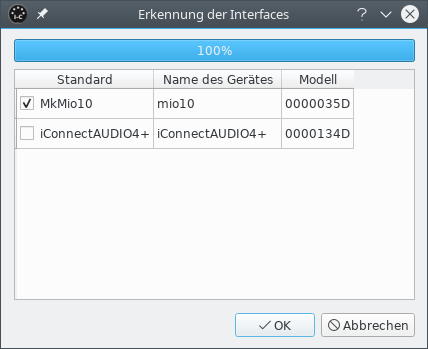 Erkennung der Interfaces
100%
Standard Name des Gerätes Modell
MkMio10 mio10 0000035D
iConnectAUDIO4+ iConnectAUDIO4+ 0000134D
OK Abbrechen